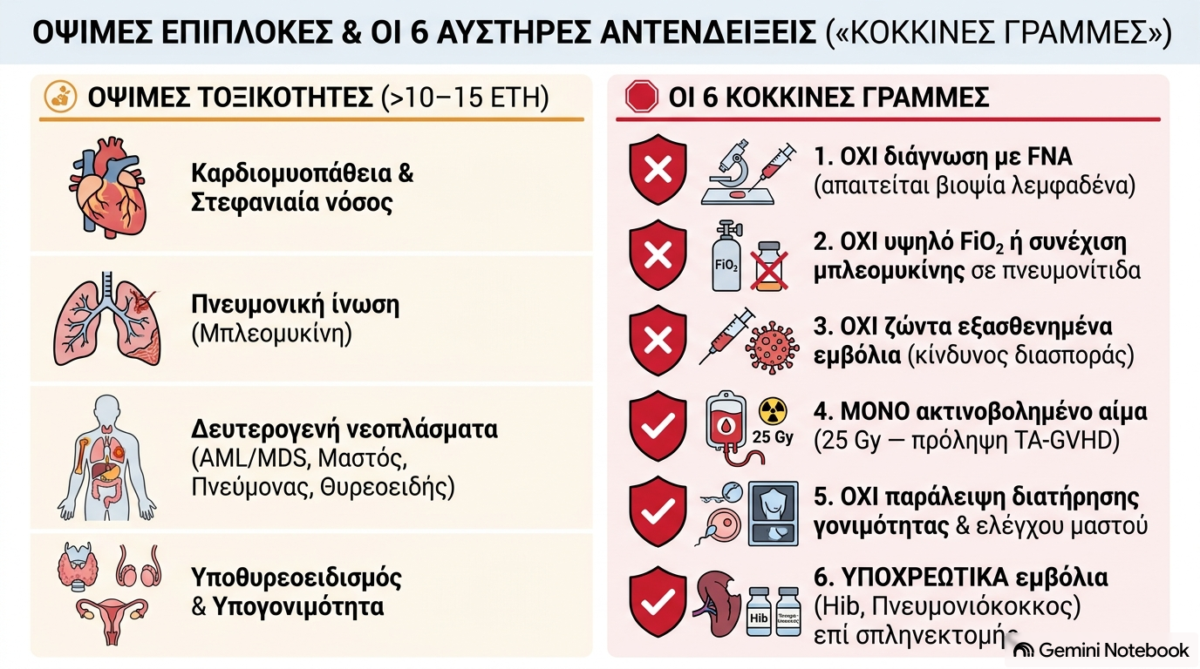 ΟΨΙΜΕΣ ΕΠΙΠΛΟΚΕΣ & ΟΙ 6 ΑΥΣΤΗΡΕΣ ΑΝΤΕΝΔΕΙΞΕΙΣ («ΚΟΚΚΙΝΕΣ ΓΡΑΜΜΕΣ»)
ΟΨΙΜΕΣ ΤΟΞΙΚΟΤΗΤΕΣ (>10–15 ΕΤΗ)
Καρδιομυοπάθεια &
Στεφανιαία νόσος
Πνευμονική ίνωση
(Μπλεομυκίνη)
Δευτερογενή νεοπλάσματα
(AML/MDS, Μαστός,
Πνεύμονας, Θυρεοειδής)
Υποθυρεοειδισμός
& Υπογονιμότητα
ΟΙ 6 ΚΟΚΚΙΝΕΣ ΓΡΑΜΜΕΣ
1. ΟΧΙ διάγνωση με FNA
(απαιτείται βιοψία λεμφαδένα)
FiO₂
2. ΟΧΙ υψηλό FiO₂ ή συνέχιση
μπλεομυκίνης σε πνευμονίτιδα
3. ΟΧΙ ζώντα εξασθενημένα
εμβόλια (κίνδυνος διασποράς)
25 Gy
4. ΜΟΝΟ ακτινοβολημένο αίμα
(25 Gy — πρόληψη TA-GVHD)
5. ΟΧΙ παράλειψη διατήρησης
γονιμότητας & ελέγχου μαστού
Hib
6. ΥΠΟΧΡΕΩΤΙΚΑ εμβόλια
(Hib, Πνευμονιόκοκκος)
επί σπληνεκτομής
Gemini Notebook